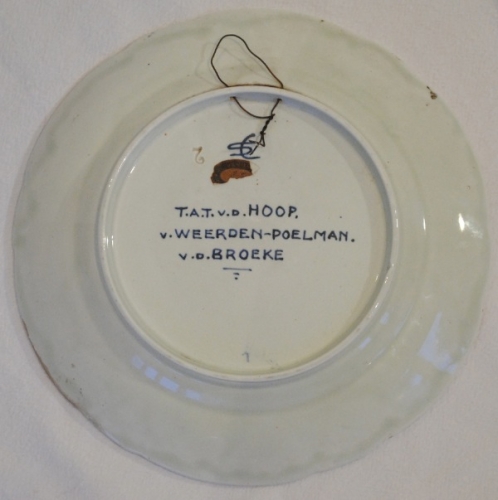 T.A.T. v.d. HOOP.
v. WEERDEN-POELMAN.
v.d. BROEKE